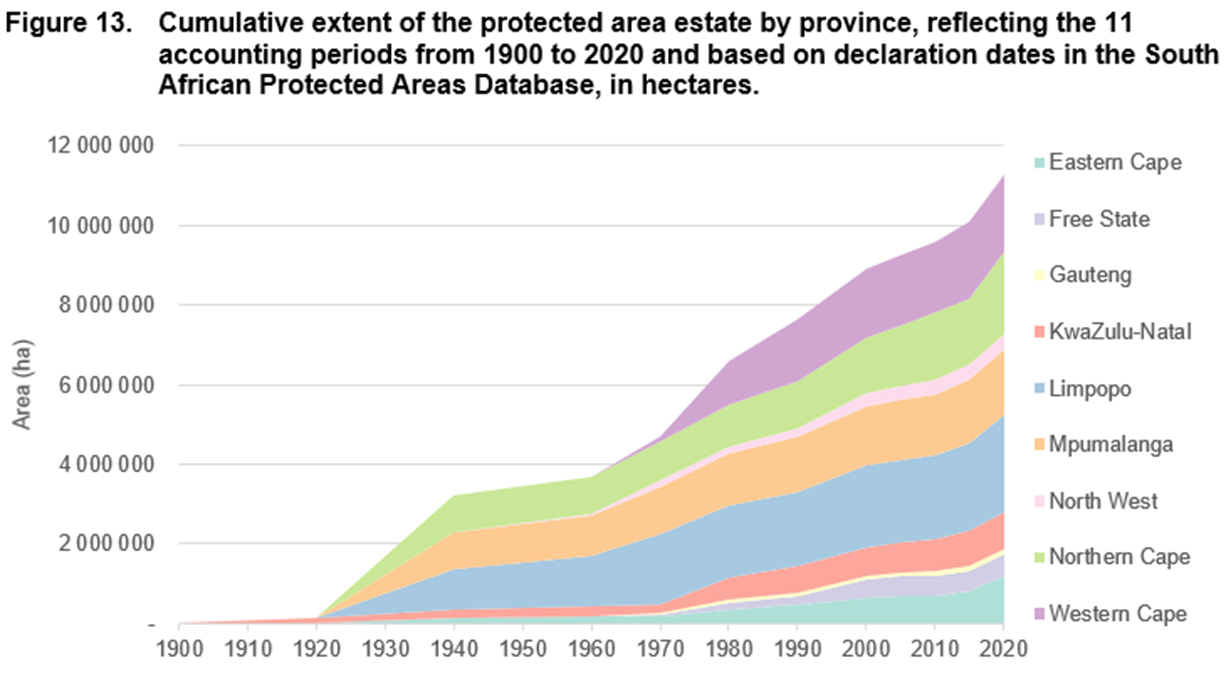 Figure 13. Cumulative extent of the protected area estate by province, reflecting the 11
accounting periods from 1900 to 2020 and based on declaration dates in the South
African Protected Areas Database, in hectares.
12 000 000
10 000 000
8 000 000
6 000 000
4 000 000
2 000 000
-
Area (ha)
1900 1910 1920 1930 1940 1950 1960 1970 1980 1990 2000 2010 2020
Eastern Cape
Free State
Gauteng
KwaZulu-Natal
Limpopo
Mpumalanga
North West
Northern Cape
Western Cape